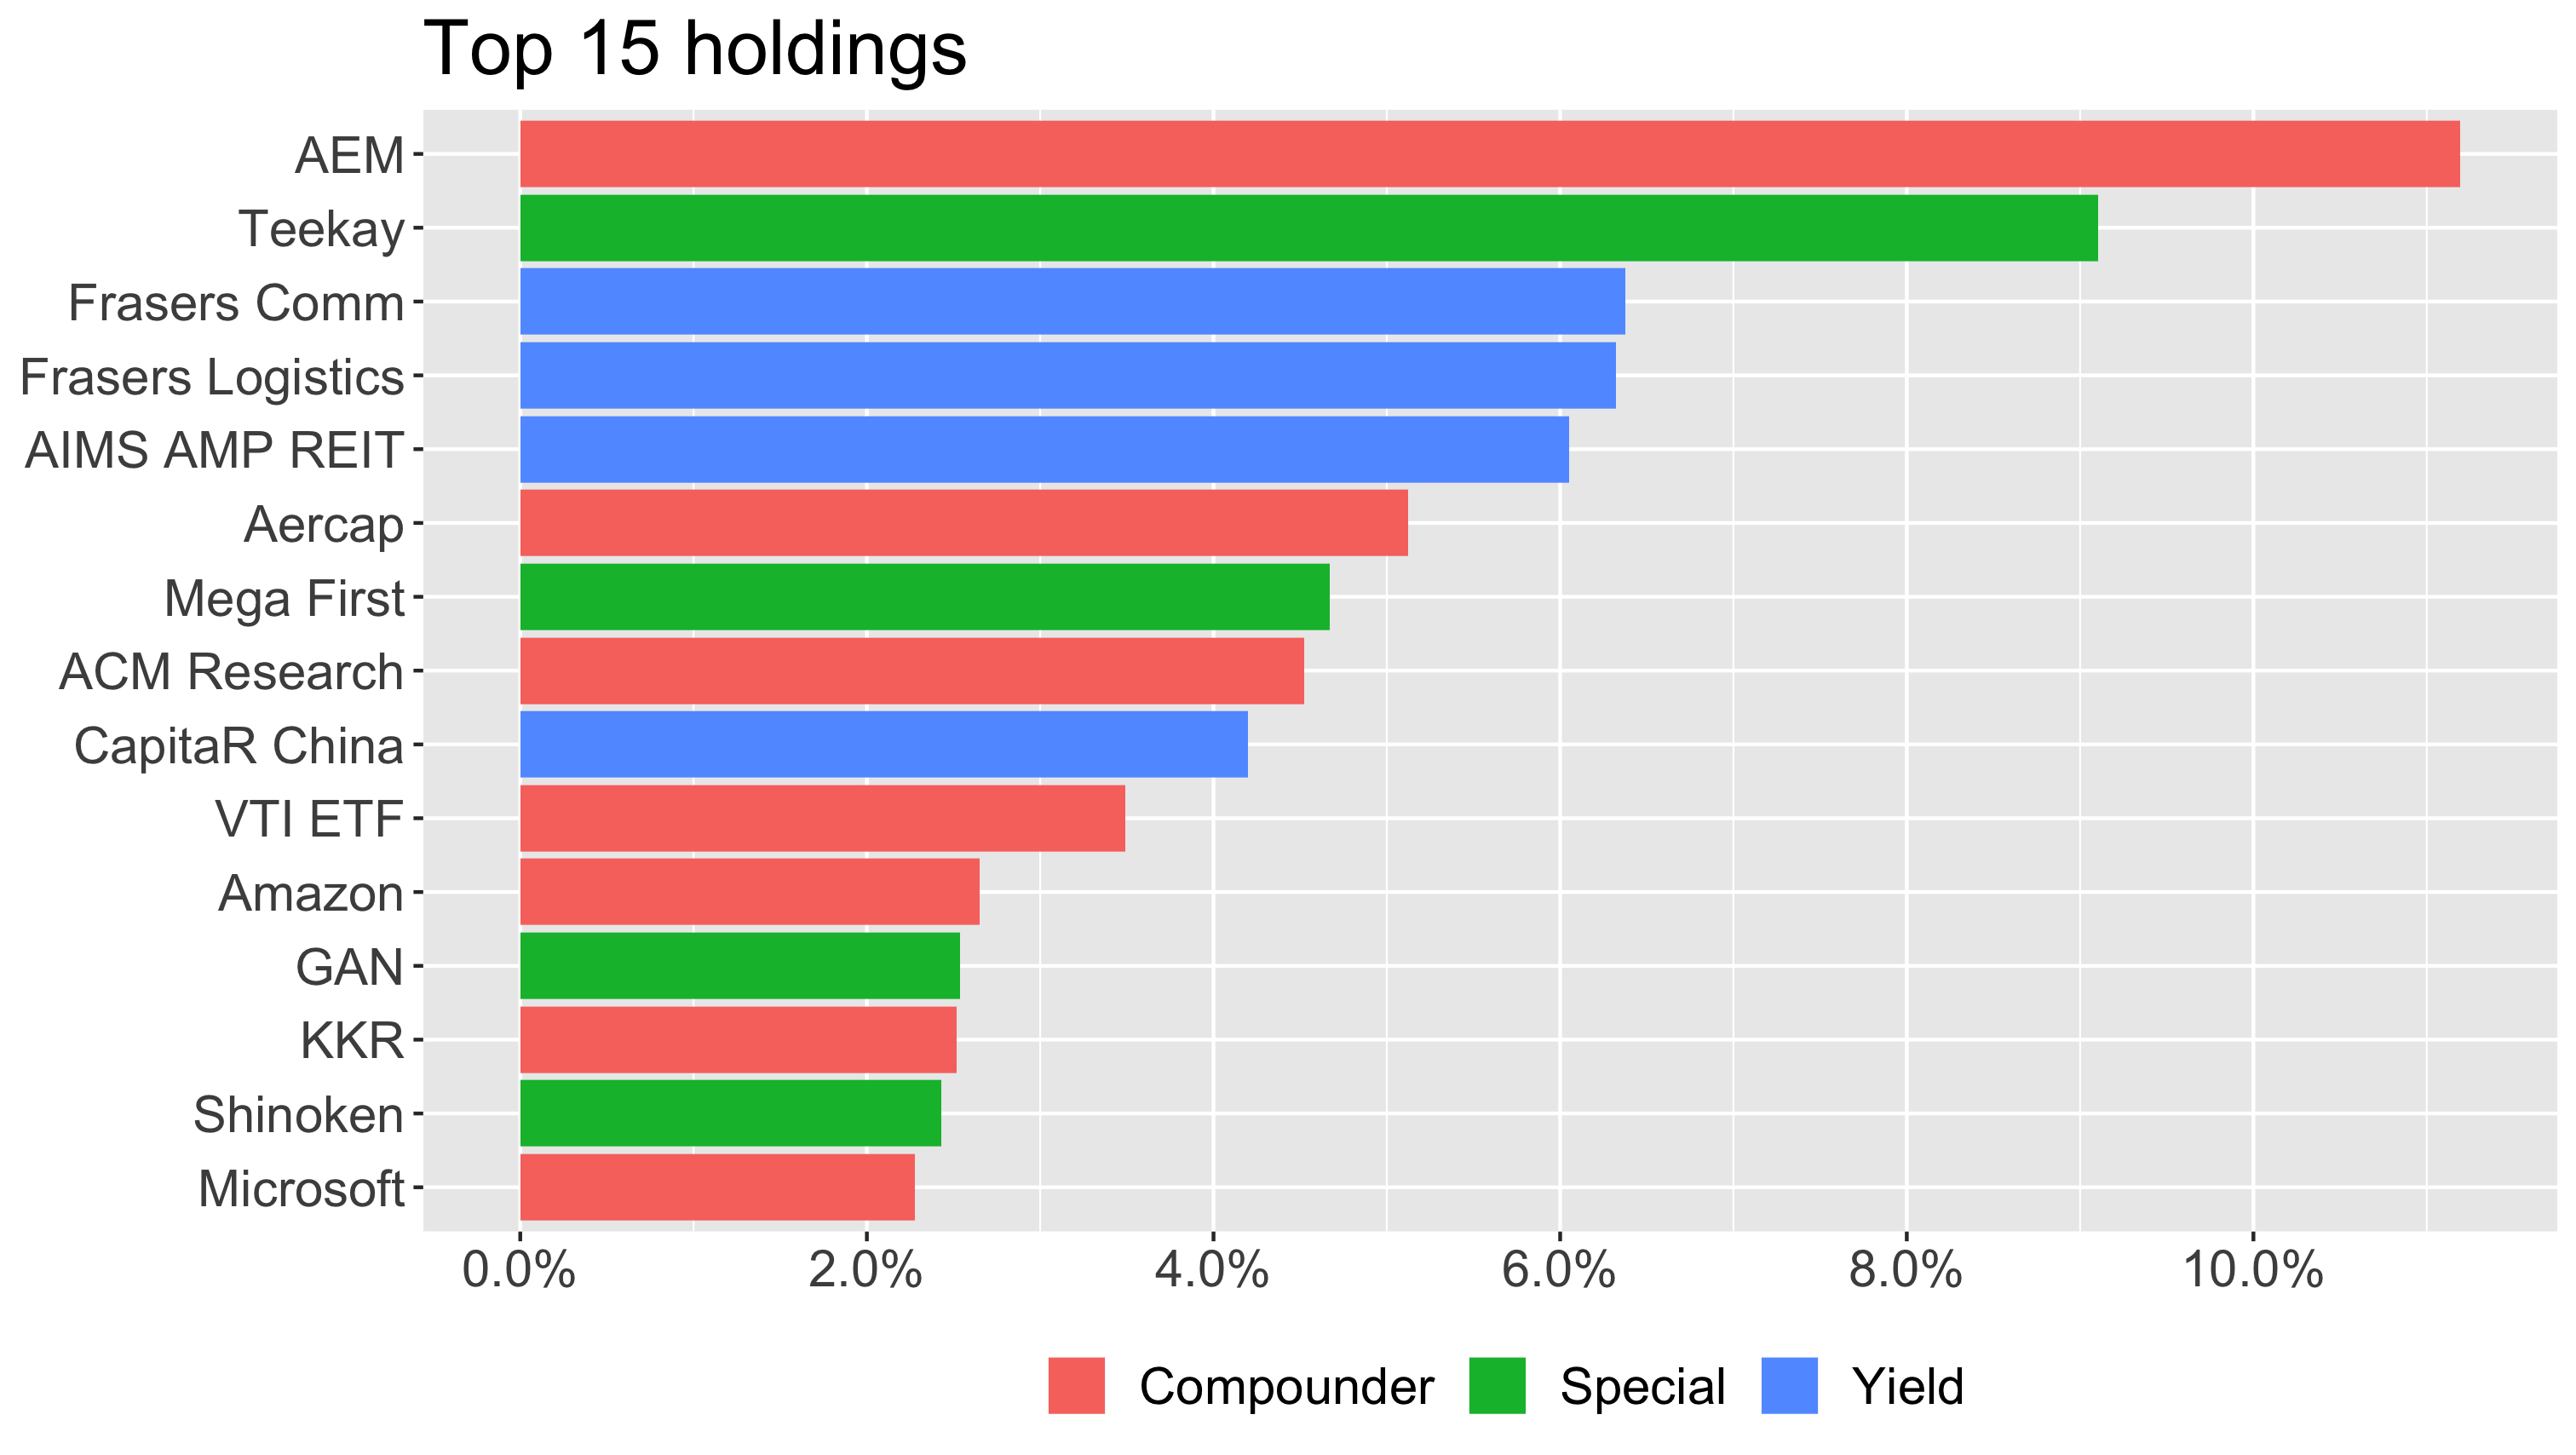 Top 15 holdings
AEM
Teekay
Frasers Comm
Frasers Logistics
AIMS AMP REIT
Aercap
Mega First
ACM Research
CapitaR China
VTI ETF
Amazon
GAN
KKR
Shinoken
Microsoft
0.0% 2.0% 4.0% 6.0% 8.0% 10.0%
Compounder Special Yield